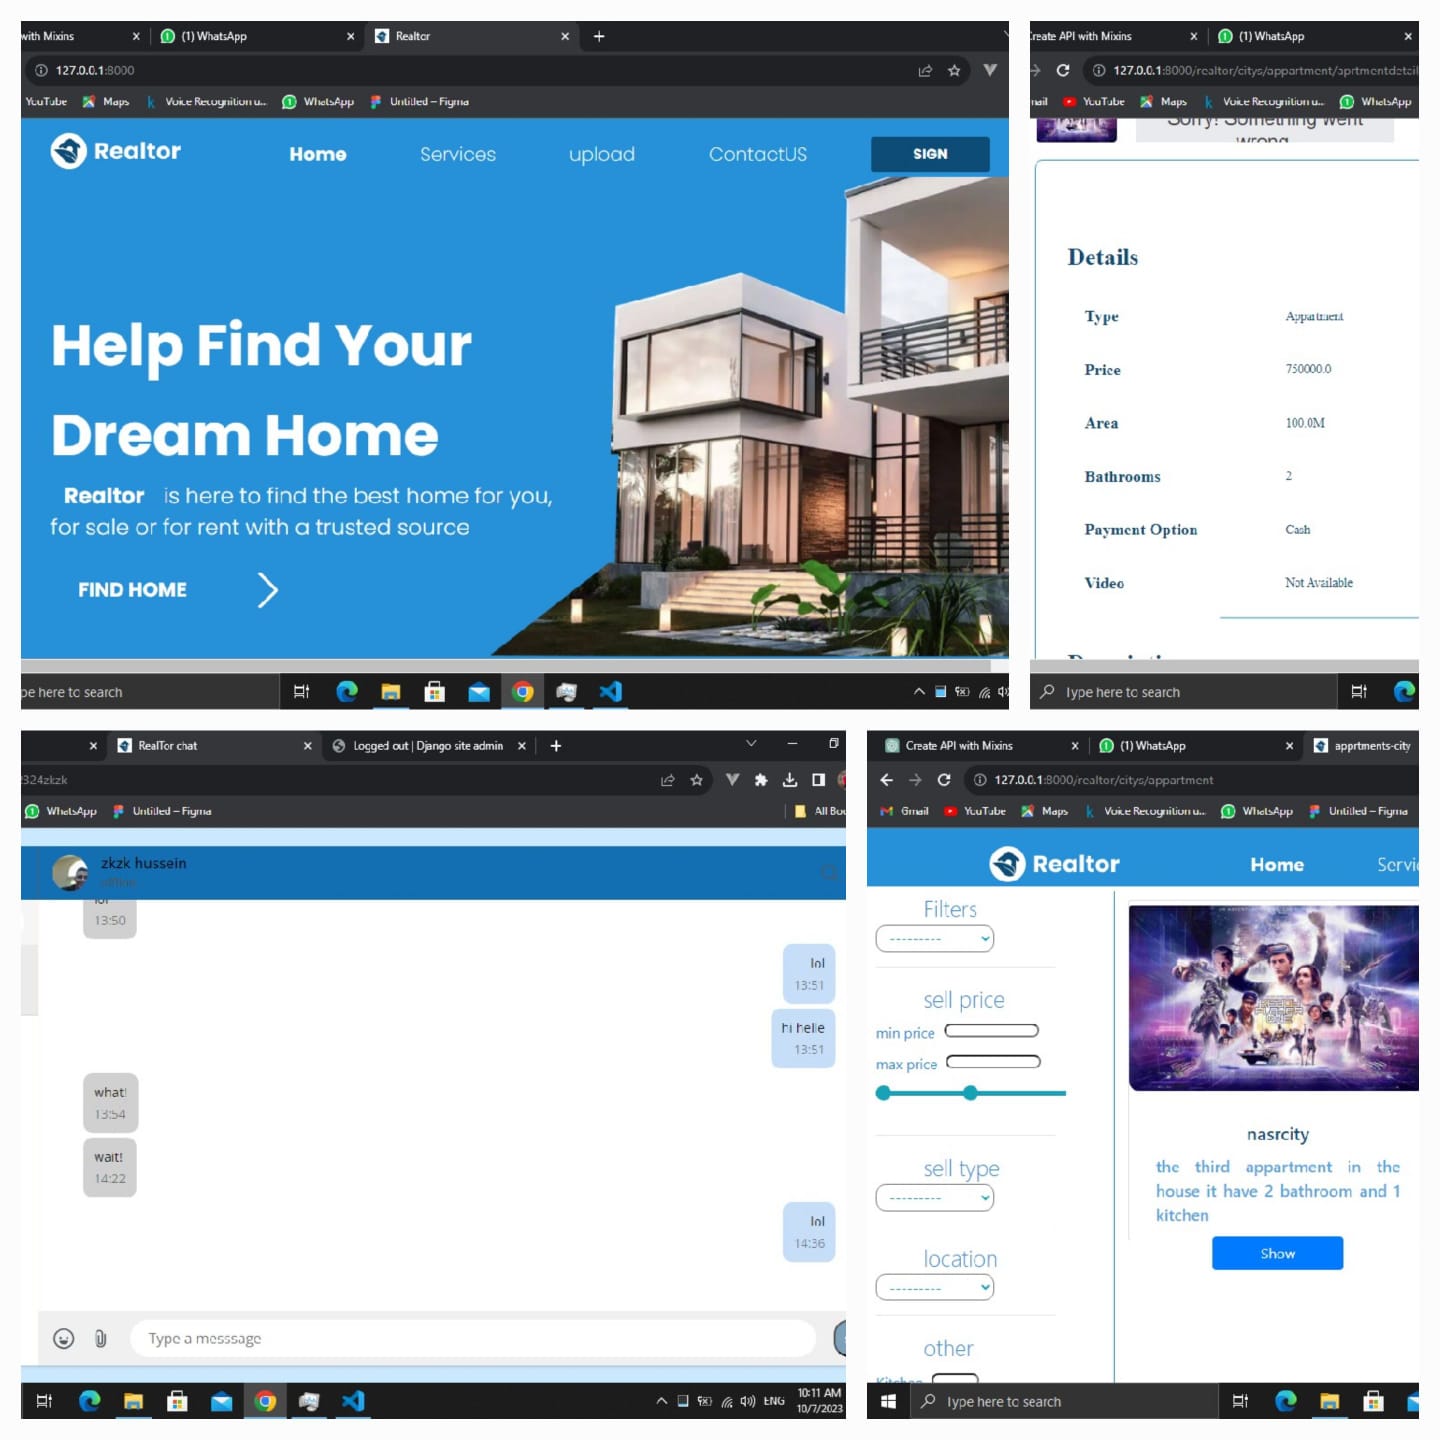 with Mixins
(1) WhatsApp
Realtor
127.0.0.1:8000
YouTube
Maps
Voice Recognition u...
WhatsApp
Untitled – Figma
Realtor
Home
Services
upload
ContactUS
SIGN
Help Find Your
Dream Home
Realtor is here to find the best home for you,
for sale or for rent with a trusted source
FIND HOME
pe here to search
reate API with Mixins
(1) WhatsApp
127.0.0.1:8000/realtor/citys/appartment/aprtmentdetail
nail
YouTube
Maps
Voice Recognition u...
WhatsApp
Sorry! Something went
wrong
Details
Type Appartment
Price 750000.0
Area 100.0M
Bathrooms 2
Payment Option Cash
Video Not Available
Type here to search
RealTor chat
Logged out | Django site admin
324zkzk
WhatsApp
Untitled – Figma
All Boo
zkzk hussein
offline
lol
13:50
lol
13:51
hi helle
13:51
what!
13:54
wait!
14:22
lol
14:36
Type a messsage
ENG
10:11 AM
10/7/2023
Create API with Mixins
(1) WhatsApp
apprtments-city
127.0.0.1:8000/realtor/citys/appartment
Gmail
YouTube
Maps
Voice Recognition u...
WhatsApp
Untitled – Figma
Realtor
Home
Servic
Filters
---------
sell price
min price
max price
sell type
---------
location
---------
other
Kitchen
nasrcity
the third appartment in the
house it have 2 bathroom and 1
kitchen
Show
Type here to search